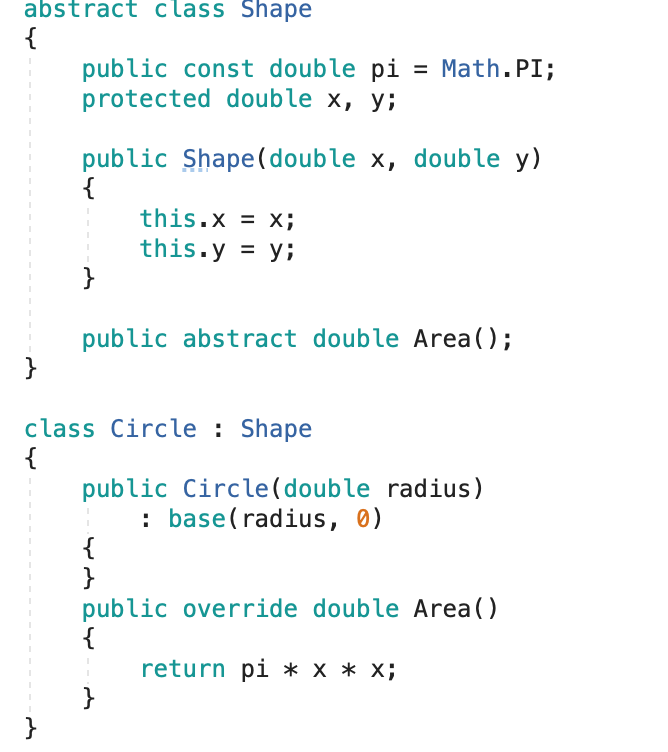 abstract class Shape
{
public const double pi = Math.PI;
protected double x, y;
public Shape(double x, double y)
{
this.x = x;
this.y = y;
}
public abstract double Area();
}
class Circle : Shape
{
public Circle(double radius)
: base(radius, 0)
{
}
public override double Area()
{
return pi * x * x;
}
}